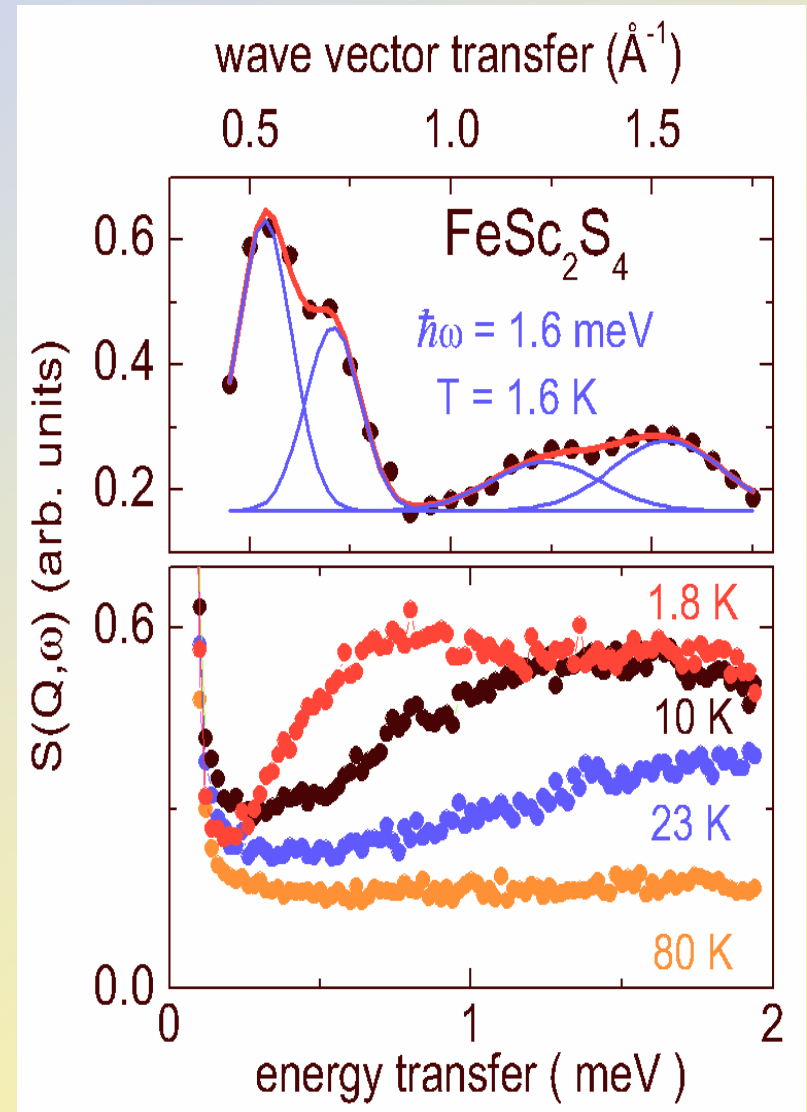 wave vector transfer (Å⁻¹)
0.5 1.0 1.5
0.6
FeSc₂S₄
ħω = 1.6 meV
0.4
T = 1.6 K
0.2
S(Q,ω) (arb. units)
1.8 K
0.6
10 K
23 K
80 K
0.0
0 1 2
energy transfer ( meV )